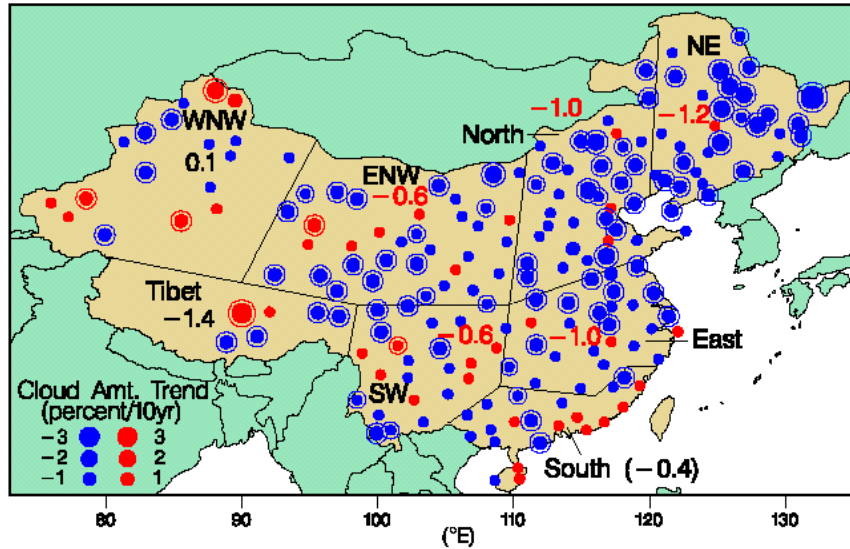 NE
-1.0
-1.2
WNW
North
0.1
ENW
-0.6
Tibet
-1.4
-0.6
-1.0
East
Cloud Amt. Trend
(percent/10yr)
SW
-3 3
-2 2
-1 1
South (-0.4)
80 90 100 110 120 130
(°E)